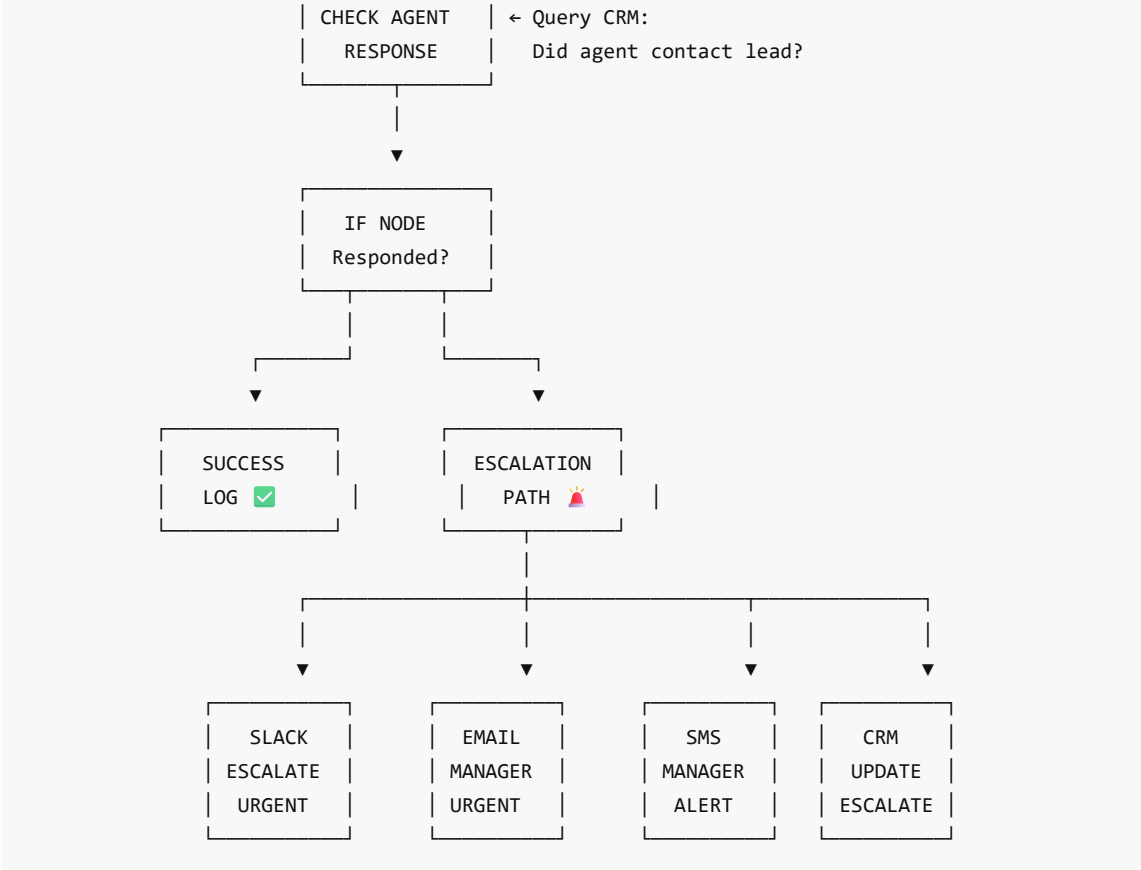 CHECK AGENT ← Query CRM:
RESPONSE Did agent contact lead?
IF NODE
Responded?
SUCCESS ESCALATION
LOG ✅ PATH 🚨
SLACK EMAIL SMS CRM
ESCALATE MANAGER MANAGER UPDATE
URGENT URGENT ALERT ESCALATE